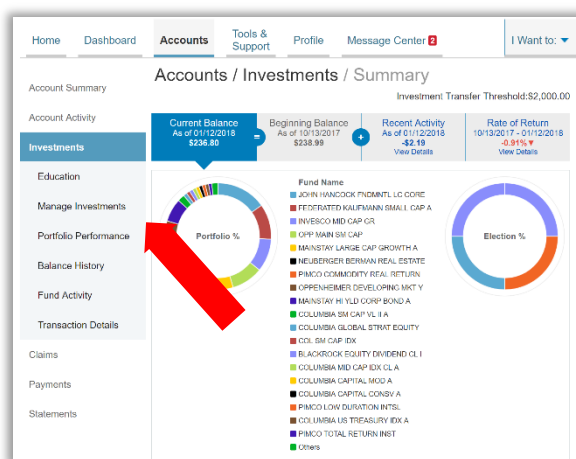 Home Dashboard Accounts Tools & Support Profile Message Center 2 I Want to:
Accounts / Investments / Summary
Investment Transfer Threshold:$2,000.00
Account Summary
Account Activity
Investments
Education
Manage Investments
Portfolio Performance
Balance History
Fund Activity
Transaction Details
Claims
Payments
Statements
Current Balance
As of 01/12/2018
$236.80
=
Beginning Balance
As of 10/13/2017
$238.99
+
Recent Activity
As of 01/12/2018
-$2.19
View Details
Rate of Return
10/13/2017 - 01/12/2018
-0.91%▼
View Details
Portfolio %
Fund Name
JOHN HANCOCK FNDMNTL LC CORE
FEDERATED KAUFMANN SMALL CAP A
INVESCO MID CAP GR
OPP MAIN SM CAP
MAINSTAY LARGE CAP GROWTH A
NEUBERGER BERMAN REAL ESTATE
PIMCO COMMODITY REAL RETURN
OPPENHEIMER DEVELOPING MKT Y
MAINSTAY HI YLD CORP BOND A
COLUMBIA SM CAP VL II A
COLUMBIA GLOBAL STRAT EQUITY
COL SM CAP IDX
BLACKROCK EQUITY DIVIDEND CL I
COLUMBIA MID CAP IDX CL A
COLUMBIA CAPITAL MOD A
COLUMBIA CAPITAL CONSV A
PIMCO LOW DURATION INTSL
COLUMBIA US TREASURY IDX A
PIMCO TOTAL RETURN INST
Others
Election %